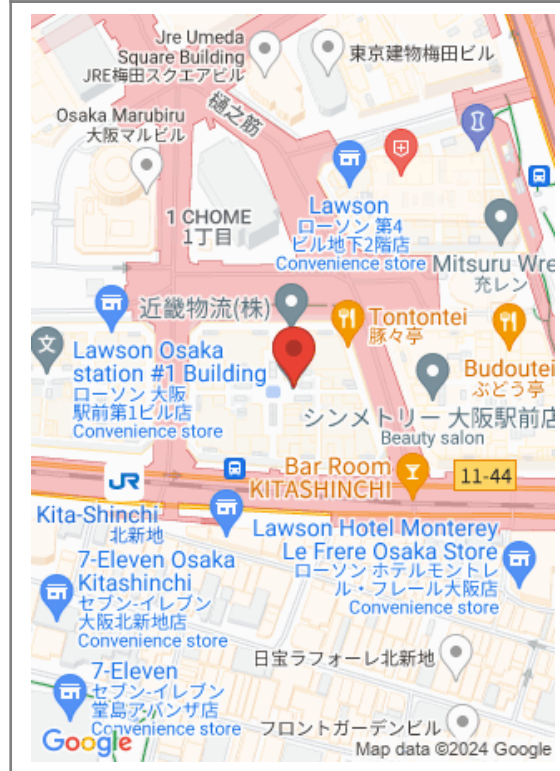 Jre Umeda
Square Building
JRE梅田スクエアビル
東京建物梅田ビル
樋之筋
Osaka Marubiru
大阪マルビル
Lawson
ローソン 第4
ビル地下2階店
Convenience store
1 CHOME
1丁目
Mitsuru Wre
充レン
近畿物流(株)
Tontontei
豚々亭
Budoutei
ぶどう亭
Lawson Osaka
station #1 Building
ローソン 大阪
駅前第1ビル店
Convenience store
シンメトリー 大阪駅前店
Beauty salon
Bar Room
KITASHINCHI
11-44
JR
Kita-Shinchi
北新地
Lawson Hotel Monterey
Le Frere Osaka Store
ローソン ホテルモントレ
ル・フレール大阪店
Convenience store
7-Eleven Osaka
Kitashinchi
セブン-イレブン
大阪北新地店
Convenience store
日宝ラフォーレ北新地
7-Eleven
セブン-イレブン
堂島アバンザ店
Convenience store
フロントガーデンビル
Google
Map data ©2024 Google